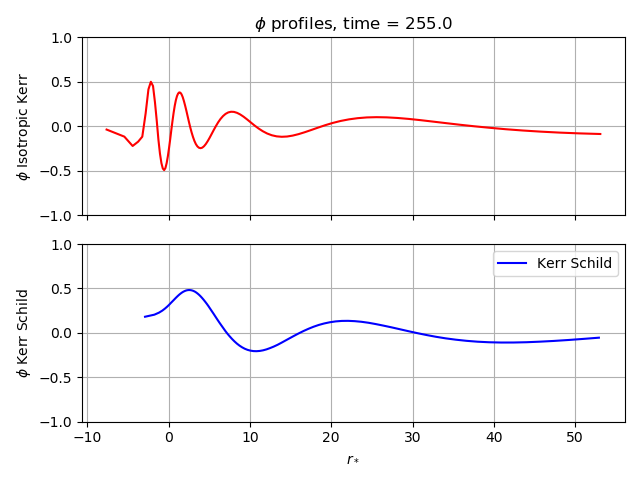 ϕ profiles, time = 255.0
ϕ Isotropic Kerr
1.0
0.5
0.0
−0.5
−1.0
ϕ Kerr Schild
1.0
0.5
0.0
−0.5
−1.0
Kerr Schild
−10 0 10 20 30 40 50
r*